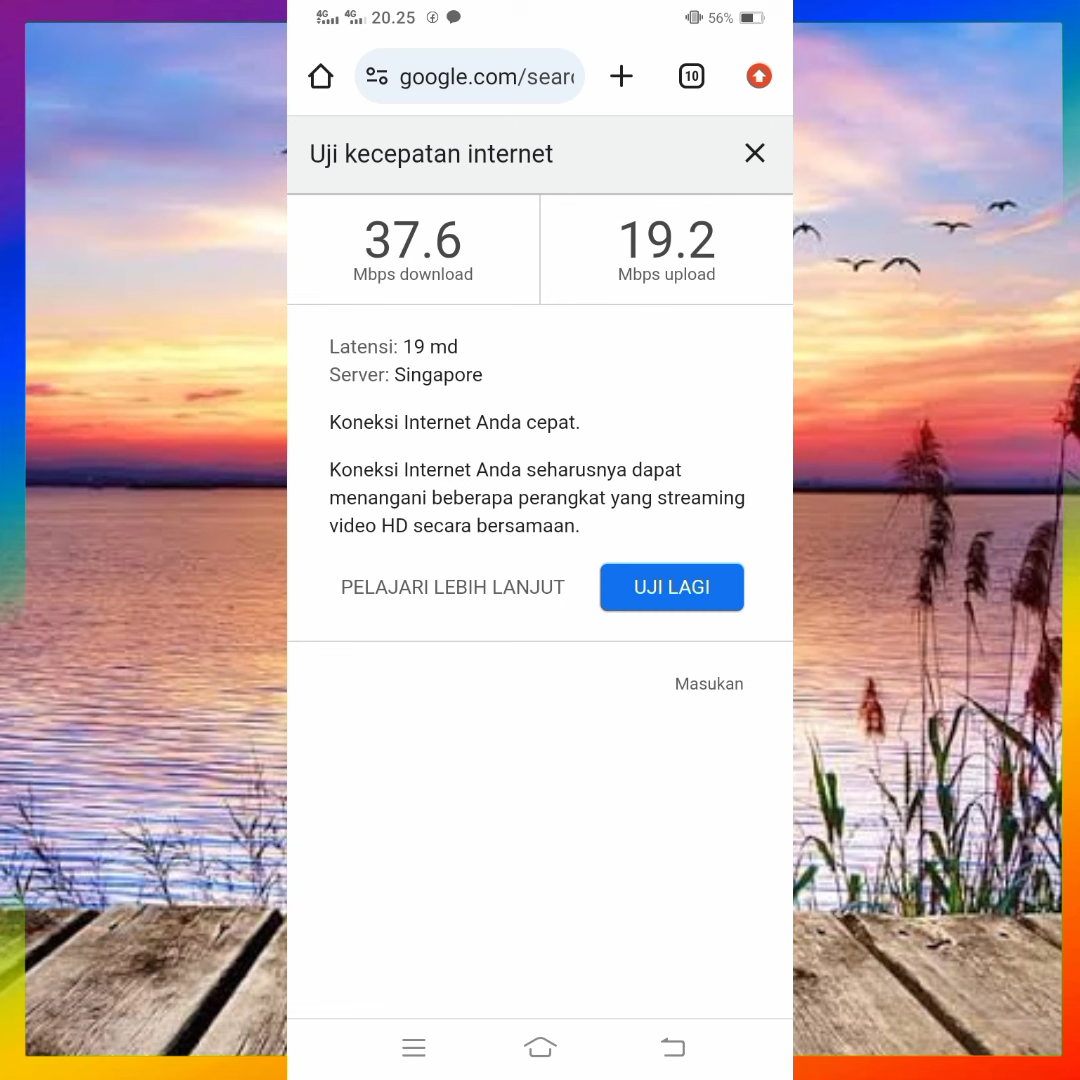 4G 4G 20.25 56%
google.com/sear
10
Uji kecepatan internet
37.6
Mbps download
19.2
Mbps upload
Latensi: 19 md
Server: Singapore
Koneksi Internet Anda cepat.
Koneksi Internet Anda seharusnya dapat
menangani beberapa perangkat yang streaming
video HD secara bersamaan.
PELAJARI LEBIH LANJUT
UJI LAGI
Masukan